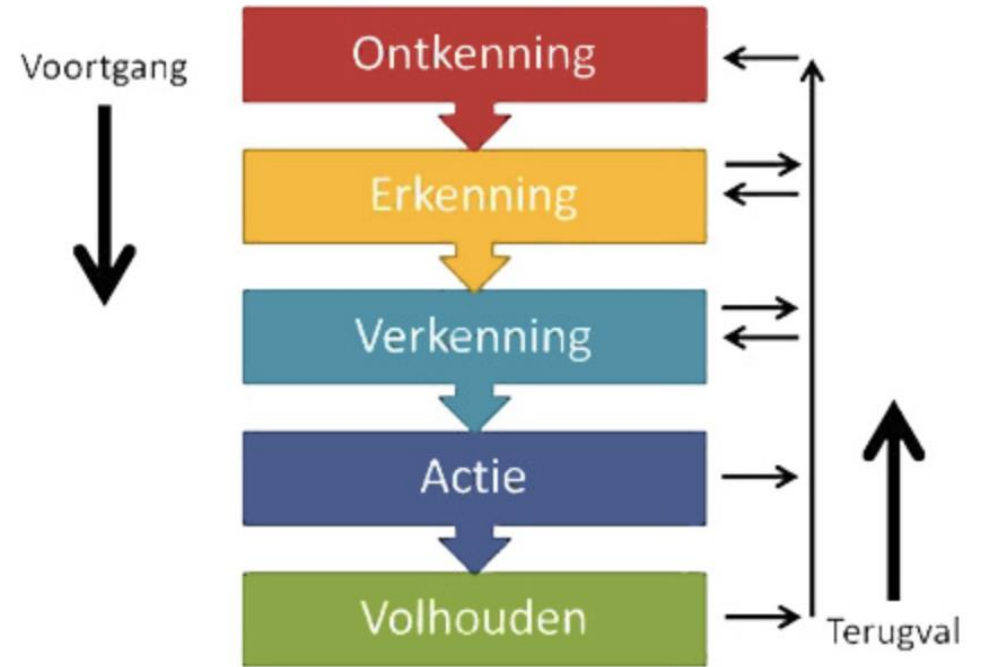 Voortgang
Ontkenning
Erkenning
Verkenning
Actie
Volhouden
Terugval